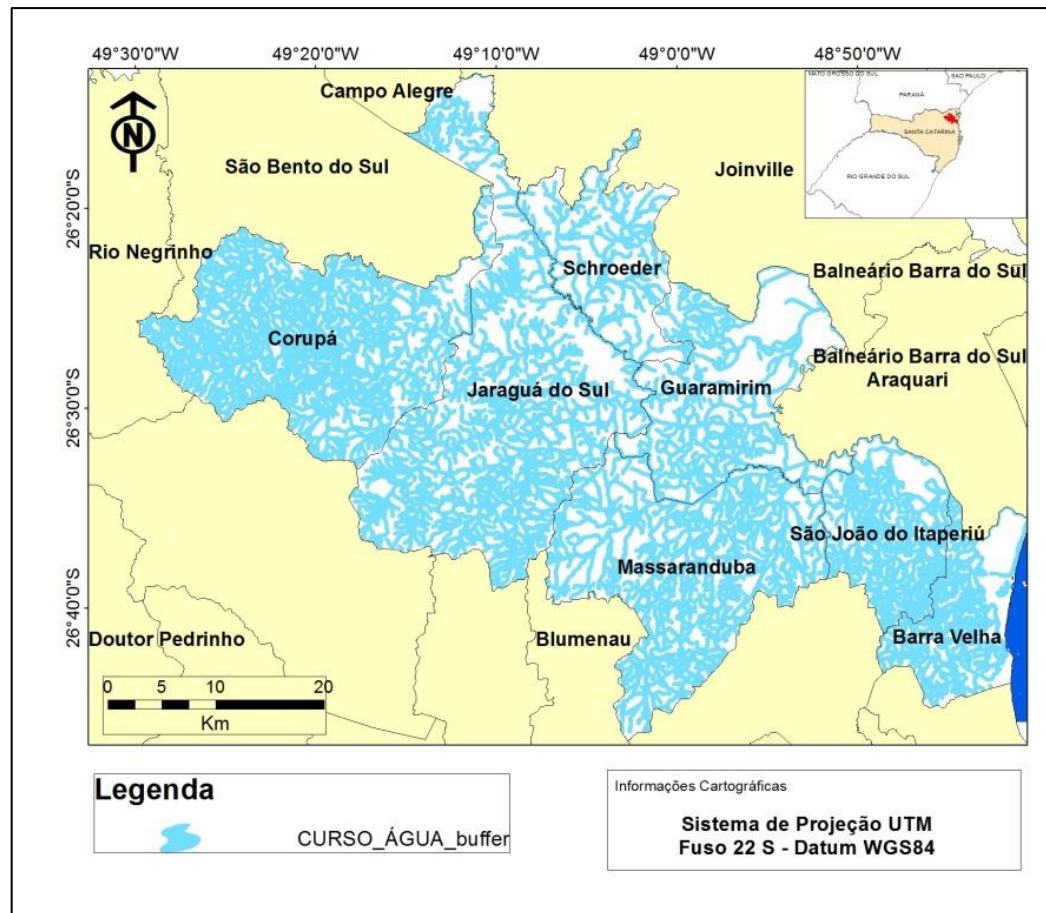 49°30'0"W
49°20'0"W
49°10'0"W
49°0'0"W
48°50'0"W
26°20'0"S
26°30'0"S
26°40'0"S
N
MATO GROSSO DO SUL
SAO PAULO
PARANÁ
SANTA CATARINA
RIO GRANDE DO SUL
Campo Alegre
São Bento do Sul
Joinville
Rio Negrinho
Schroeder
Balneário Barra do Sul
Corupá
Balneário Barra do Sul
Araquari
Jaraguá do Sul
Guaramirim
São João do Itaperiú
Massaranduba
Doutor Pedrinho
Blumenau
Barra Velha
0 5 10 20
Km
Legenda
CURSO_ÁGUA_buffer
Informações Cartográficas
Sistema de Projeção UTM
Fuso 22 S - Datum WGS84